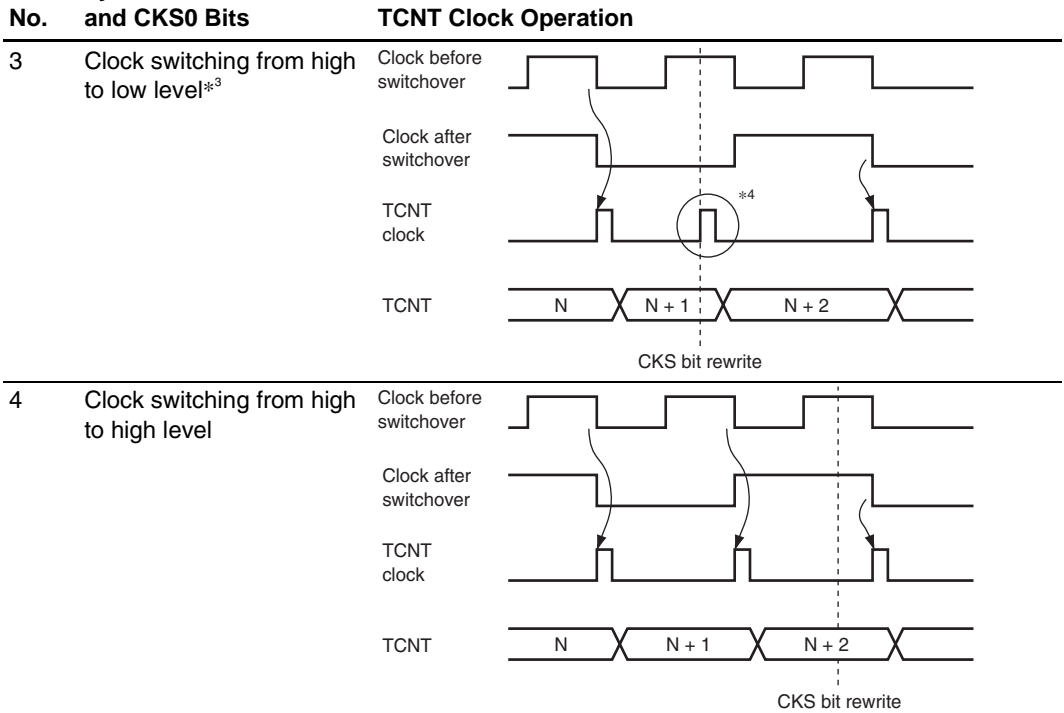 No. and CKS0 Bits TCNT Clock Operation
3 Clock switching from high
to low level*3
Clock before
switchover
Clock after
switchover
TCNT
clock
*4
TCNT N N + 1 N + 2
CKS bit rewrite
4 Clock switching from high
to high level
Clock before
switchover
Clock after
switchover
TCNT
clock
TCNT N N + 1 N + 2
CKS bit rewrite